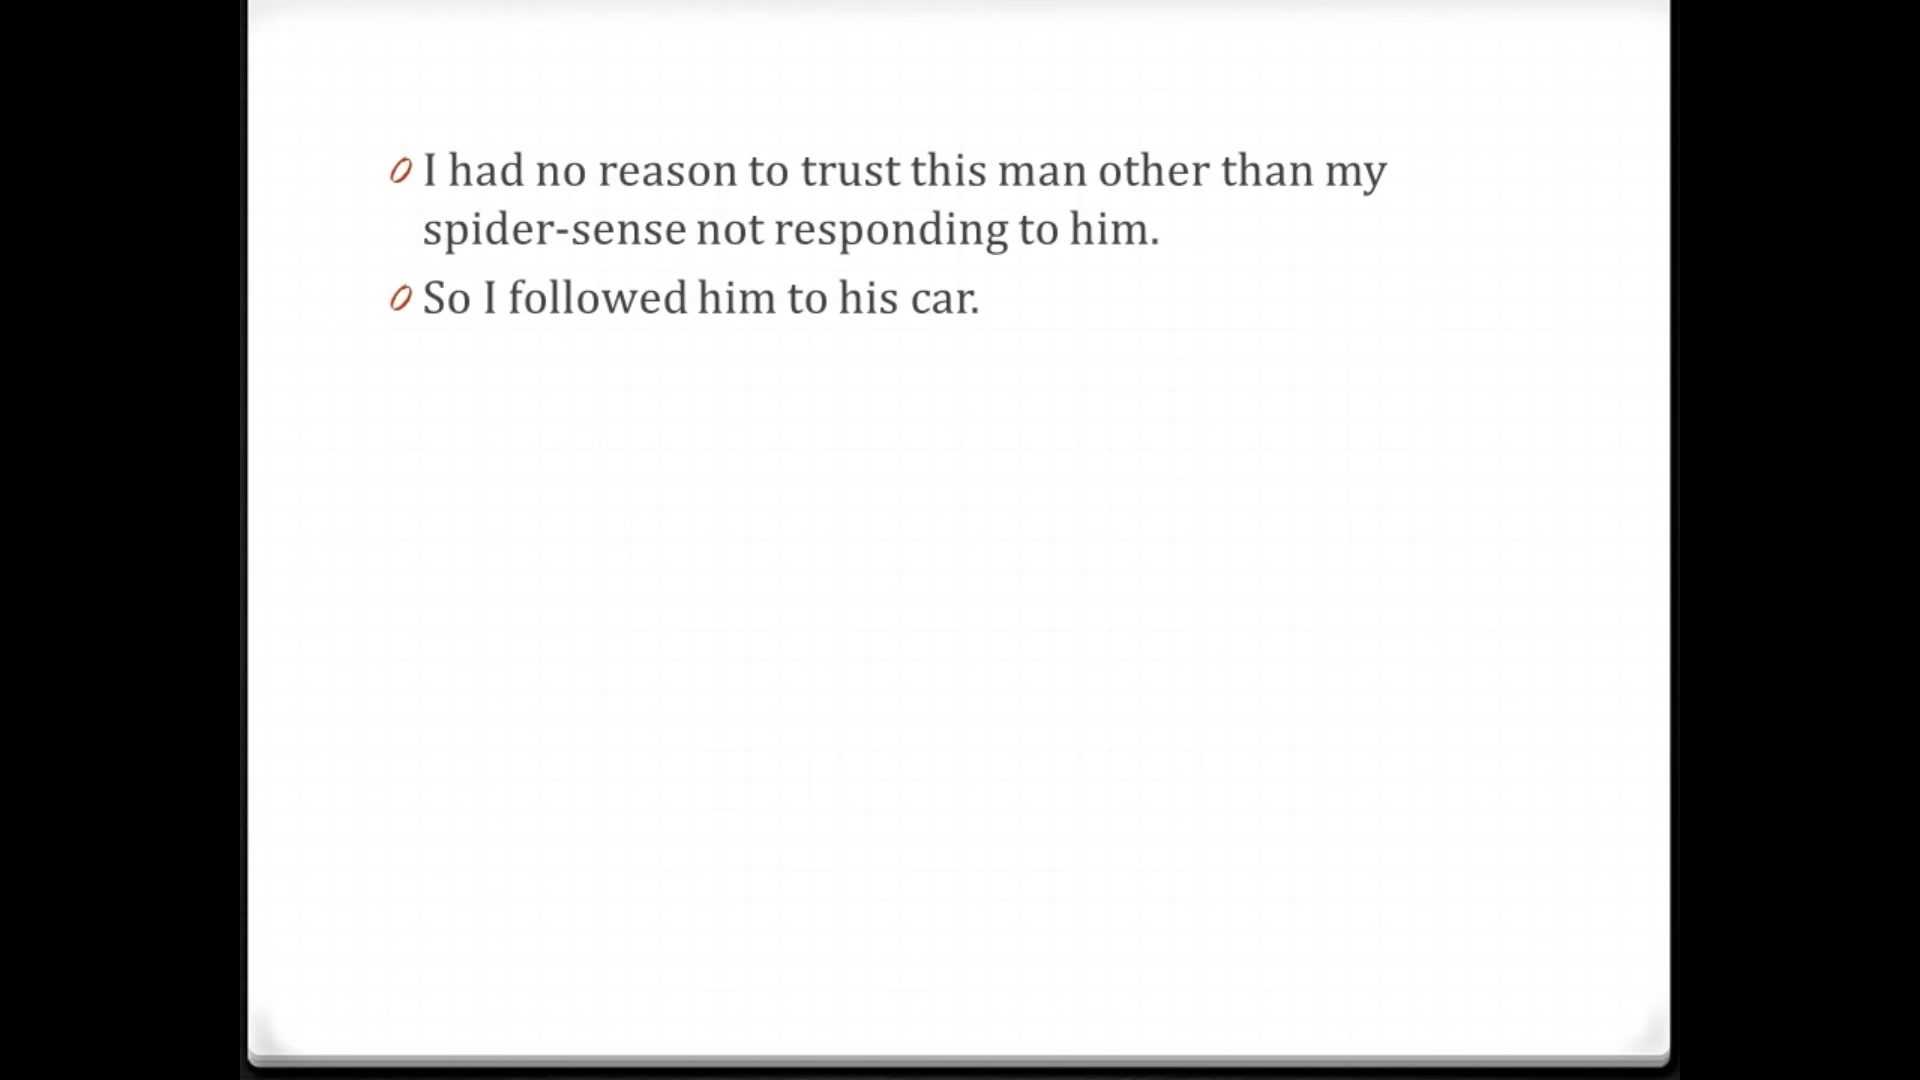 I had no reason to trust this man other than my
spider-sense not responding to him.
So I followed him to his car.